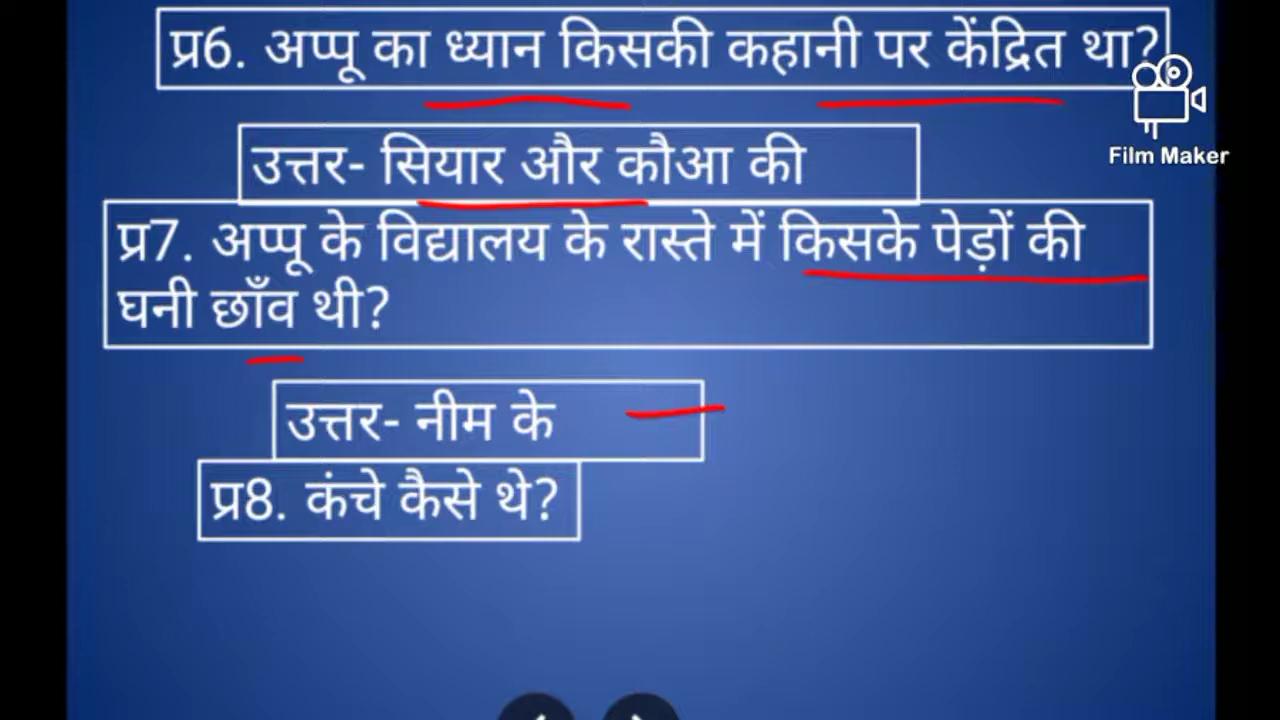 प्र6. अप्पू का ध्यान किसकी कहानी पर केंद्रित था?
Film Maker
उत्तर- सियार और कौआ की
प्र7. अप्पू के विद्यालय के रास्ते में किसके पेड़ों की
घनी छाँव थी?
उत्तर- नीम के
प्र8. कंचे कैसे थे?